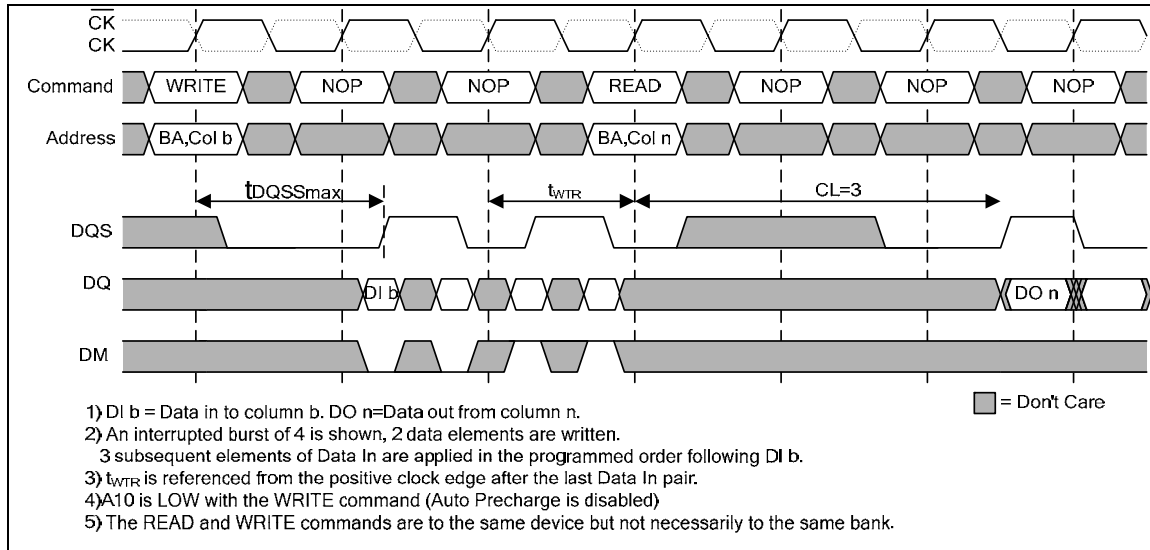 CK
CK
Command WRITE NOP NOP READ NOP NOP NOP
Address BA,Col b BA,Col n
tDQSSmax tWTR CL=3
DQS
DQ DI b DO n
DM
= Don't Care
1) DI b = Data in to column b. DO n=Data out from column n.
2) An interrupted burst of 4 is shown, 2 data elements are written.
3 subsequent elements of Data In are applied in the programmed order following DI b.
3) tWTR is referenced from the positive clock edge after the last Data In pair.
4)A10 is LOW with the WRITE command (Auto Precharge is disabled)
5) The READ and WRITE commands are to the same device but not necessarily to the same bank.